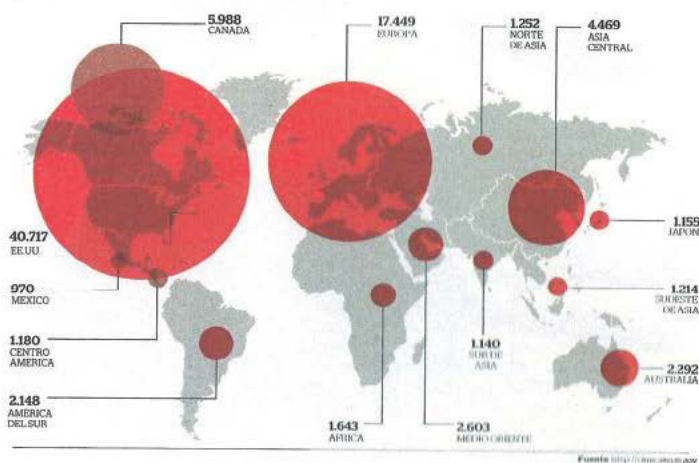 5.988
CANADA
17.449
EUROPA
1.252
NORTE
DE ASIA
4.469
ASIA
CENTRAL
40.717
EE.UU.
970
MEXICO
1.180
CENTRO
AMERICA
2.148
AMERICA
DEL SUR
1.643
AFRICA
2.603
MEDIO ORIENTE
1.140
SUR DE
ASIA
1.155
JAPON
1.214
SUDESTE
DE ASIA
2.292
AUSTRALIA
Fuente